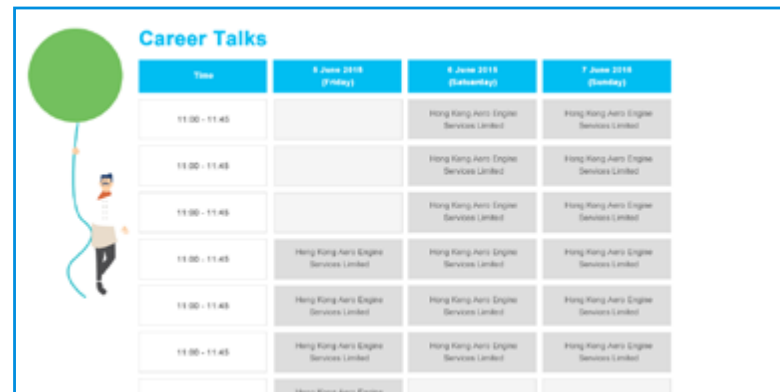 Career Talks
Time
5 June 2015
(Friday)
6 June 2015
(Saturday)
7 June 2015
(Sunday)
11:00 - 11:45
Hong Kong Aero Engine
Services Limited
Hong Kong Aero Engine
Services Limited
11:00 - 11:45
Hong Kong Aero Engine
Services Limited
Hong Kong Aero Engine
Services Limited
11:00 - 11:45
Hong Kong Aero Engine
Services Limited
Hong Kong Aero Engine
Services Limited
11:00 - 11:45
Hong Kong Aero Engine
Services Limited
Hong Kong Aero Engine
Services Limited
Hong Kong Aero Engine
Services Limited
11:00 - 11:45
Hong Kong Aero Engine
Services Limited
Hong Kong Aero Engine
Services Limited
Hong Kong Aero Engine
Services Limited
11:00 - 11:45
Hong Kong Aero Engine
Services Limited
Hong Kong Aero Engine
Services Limited
Hong Kong Aero Engine
Services Limited
Hong Kong Aero Engine